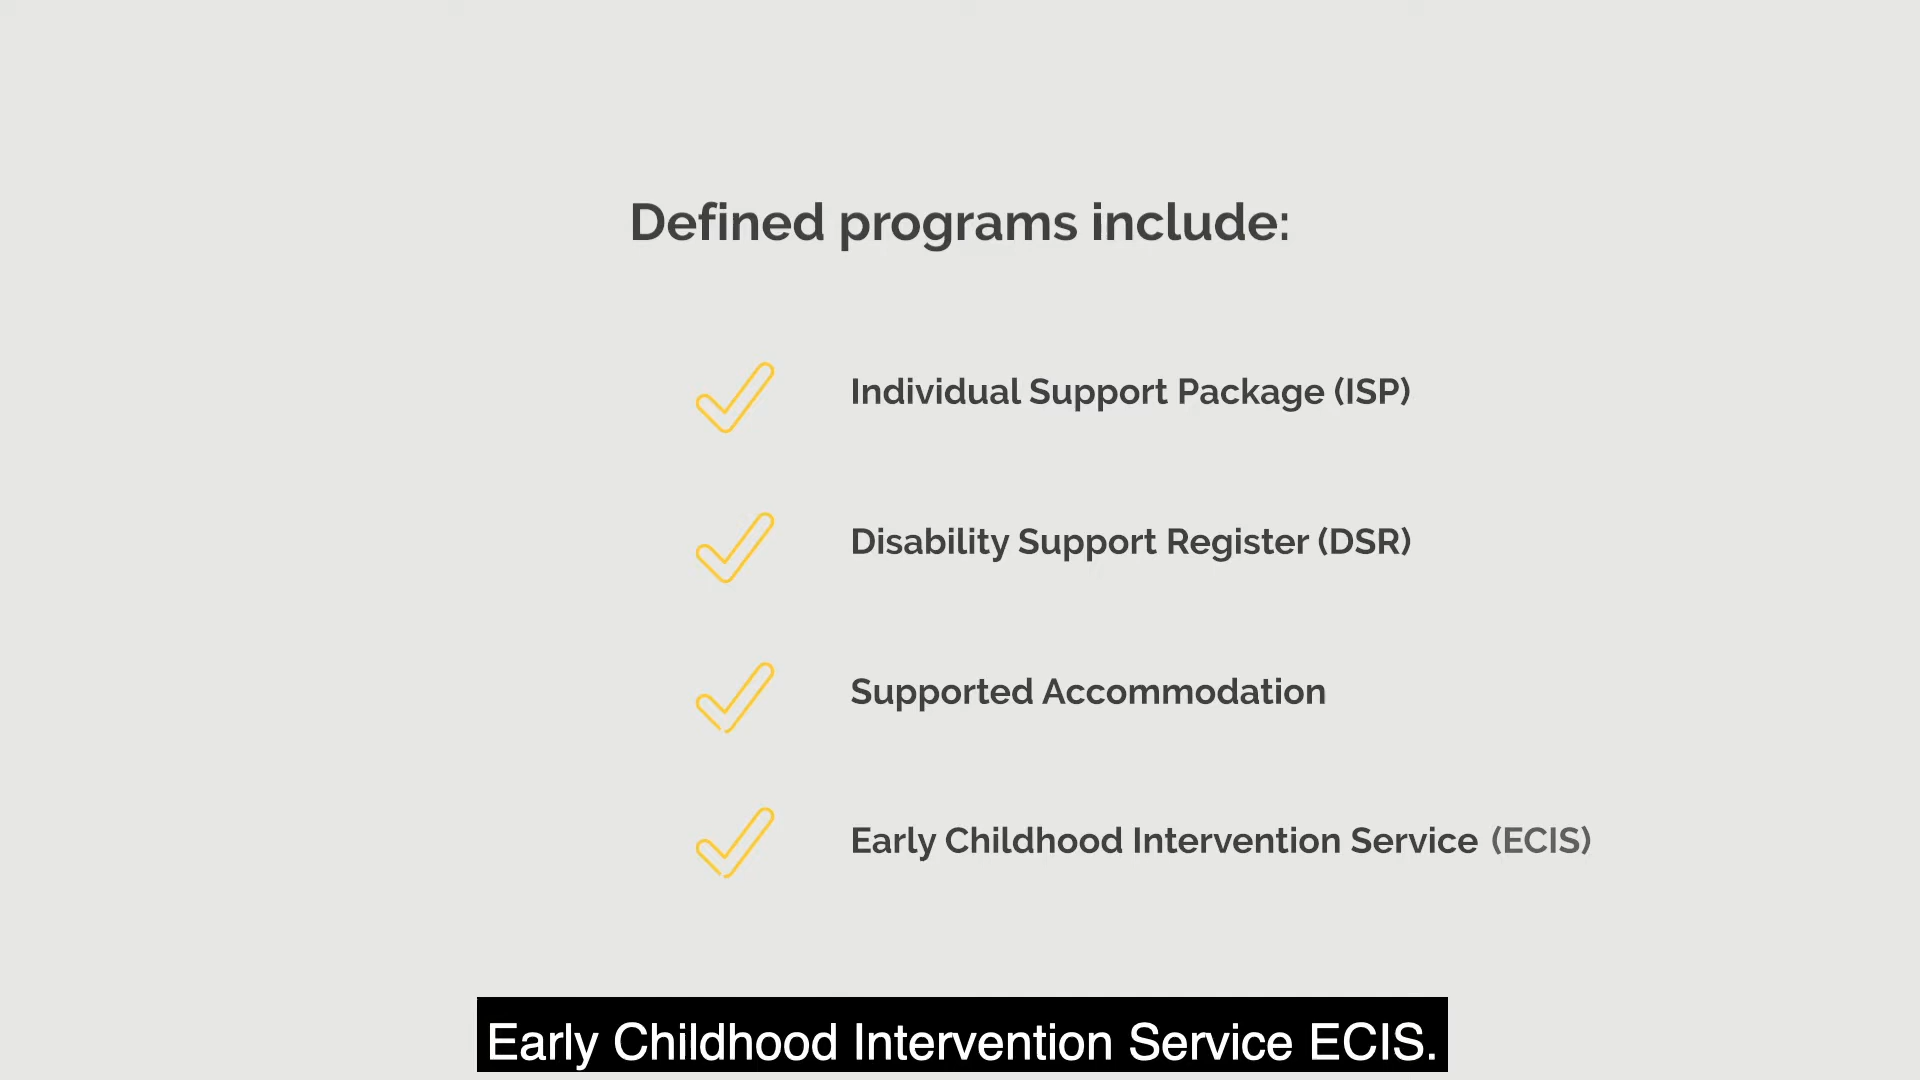 Defined programs include:
Individual Support Package (ISP)
Disability Support Register (DSR)
Supported Accommodation
Early Childhood Intervention Service (ECIS)
Early Childhood Intervention Service ECIS.